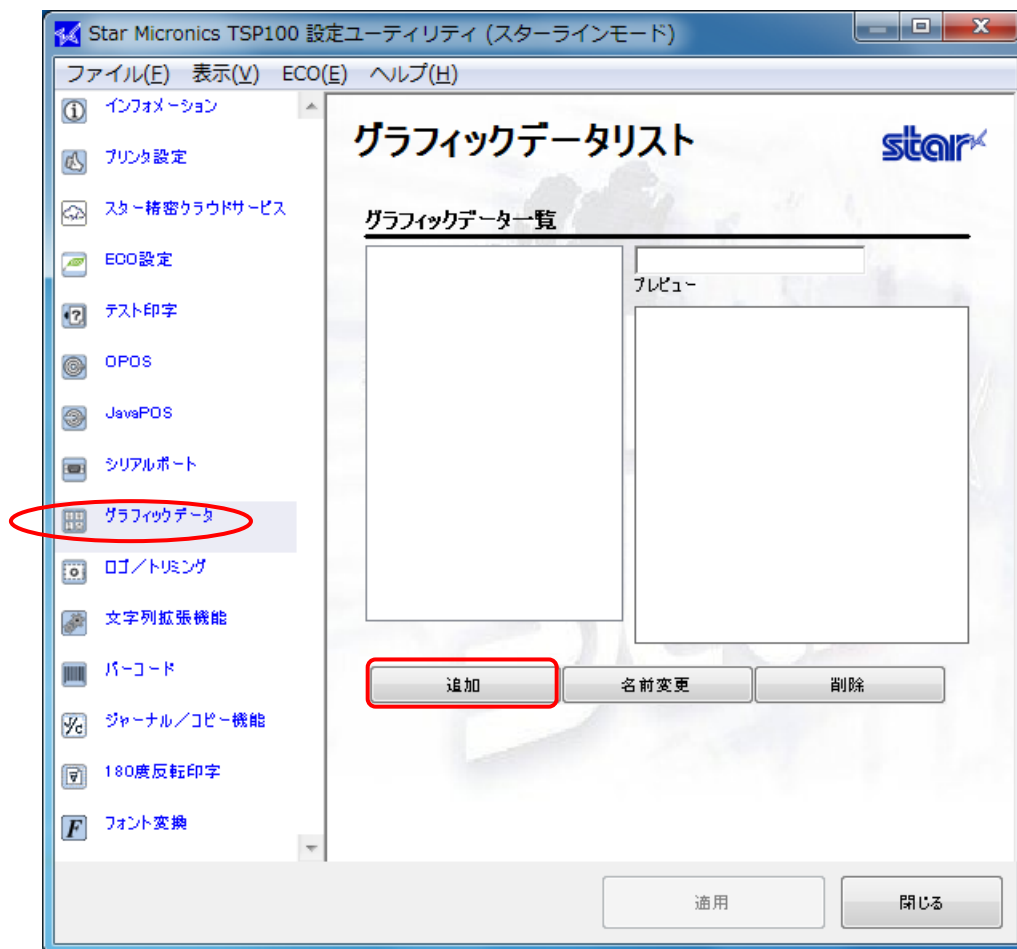 Star Micronics TSP100 設定ユーティリティ (スターラインモード)
ファイル(F) 表示(V) ECO(E) ヘルプ(H)
インフォメーション
プリンタ設定
スター精密クラウドサービス
ECO設定
テスト印字
OPOS
JavaPOS
シリアルポート
グラフィックデータ
ロゴ/トリミング
文字列拡張機能
バーコード
ジャーナル/コピー機能
180度反転印字
フォント変換
グラフィックデータリスト
star
グラフィックデータ一覧
プレビュー
追加 名前変更 削除
適用 閉じる